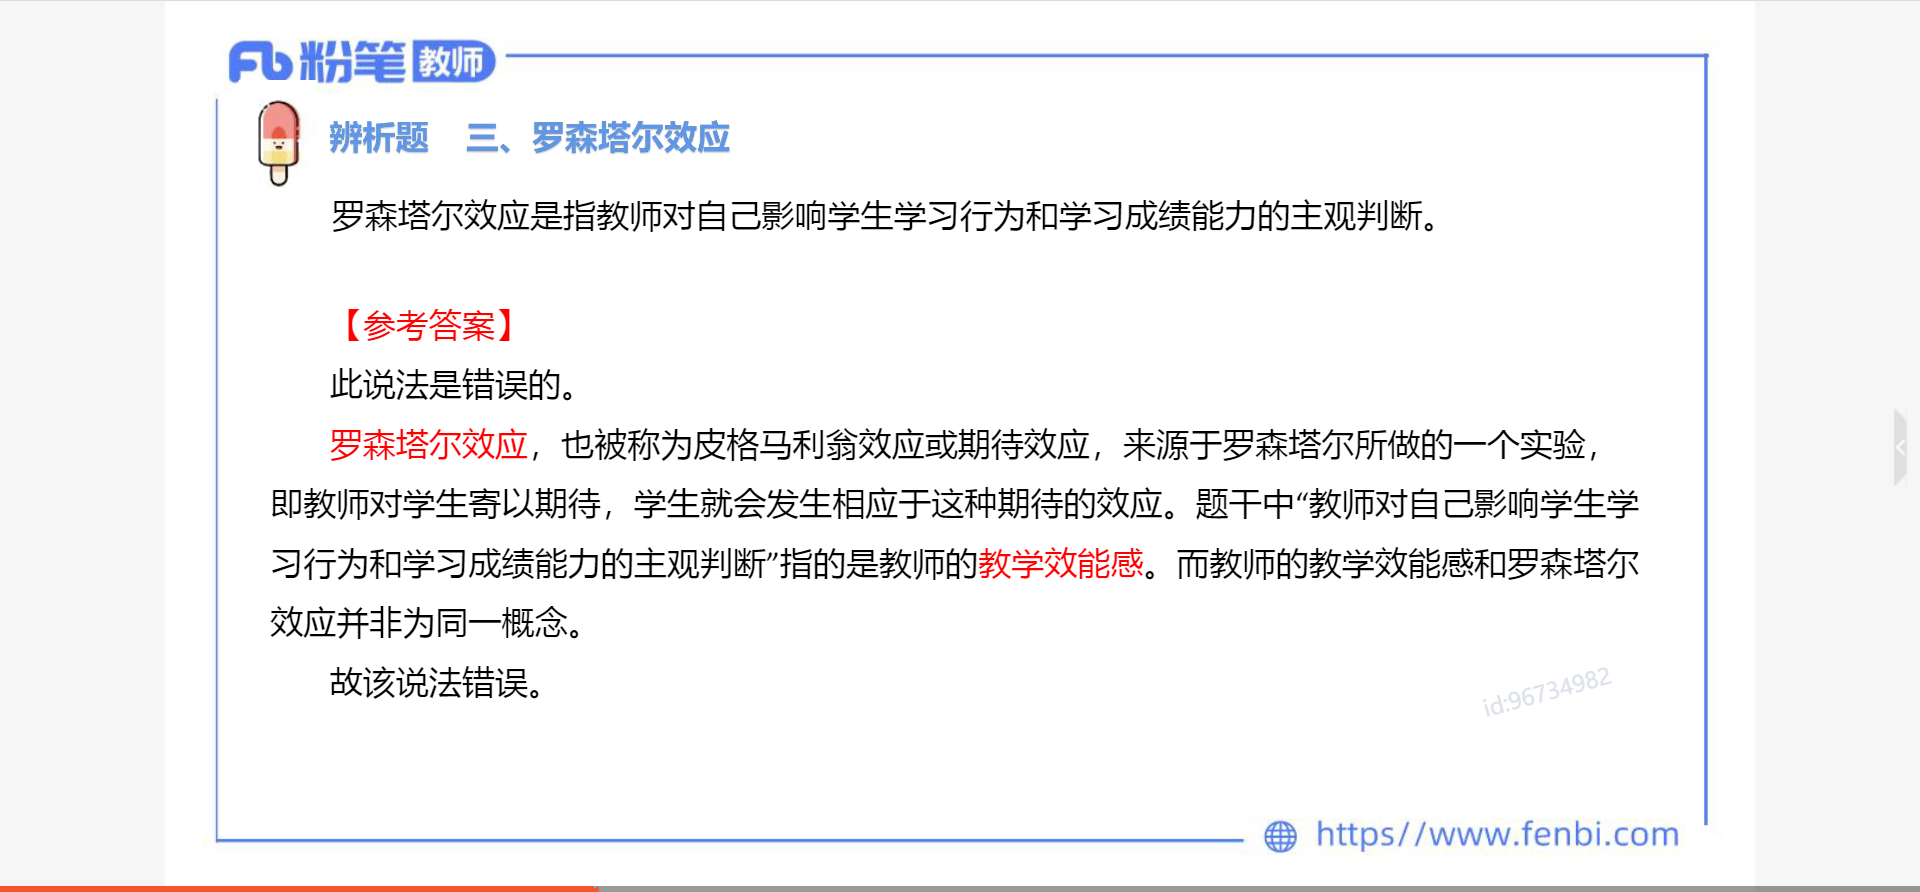 粉笔教师
辨析题 三、罗森塔尔效应
罗森塔尔效应是指教师对自己影响学生学习行为和学习成绩能力的主观判断。
【参考答案】
此说法是错误的。
罗森塔尔效应，也被称为皮格马利翁效应或期待效应，来源于罗森塔尔所做的一个实验，
即教师对学生寄以期待，学生就会发生相应于这种期待的效应。题干中“教师对自己影响学生学
习行为和学习成绩能力的主观判断”指的是教师的教学效能感。而教师的教学效能感和罗森塔尔
效应并非为同一概念。
故该说法错误。
id:96734982
https//www.fenbi.com